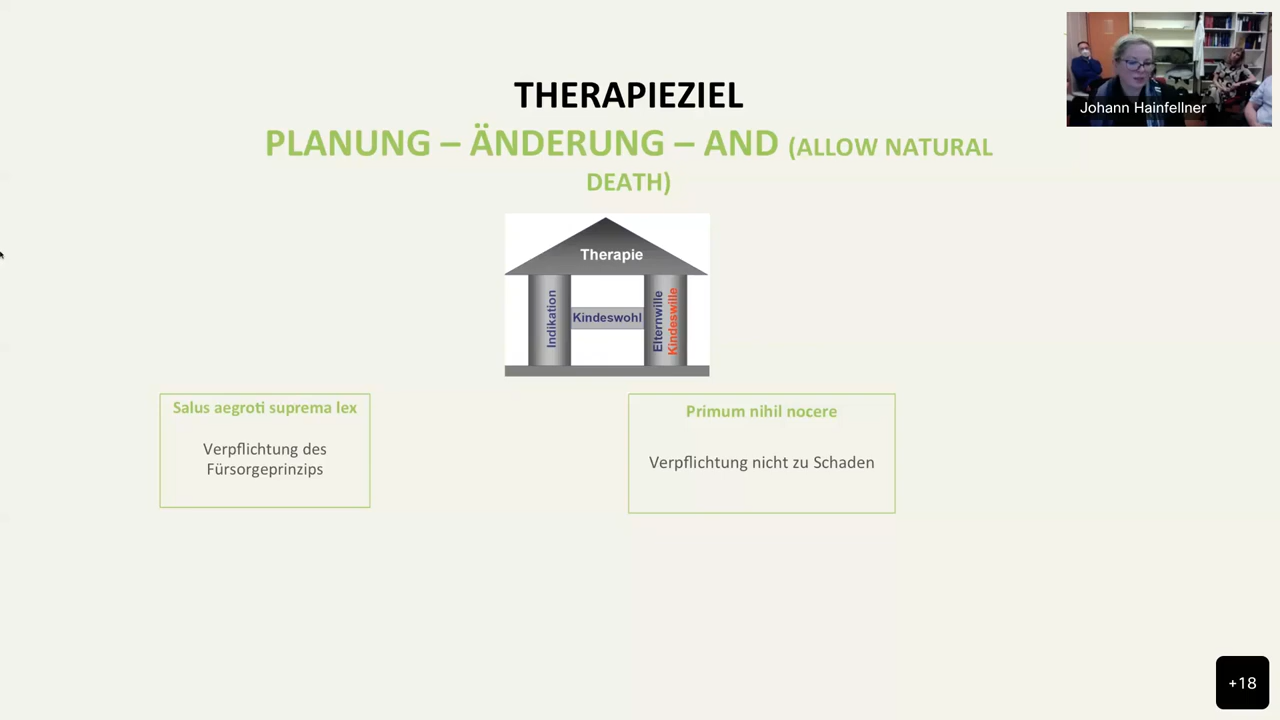 THERAPIEZIEL
PLANUNG – ÄNDERUNG – AND (ALLOW NATURAL
DEATH)
Johann Hainfellner
Therapie
Indikation
Kindeswohl
Elternwille
Kindeswille
Salus aegroti suprema lex
Verpflichtung des
Fürsorgeprinzips
Primum nihil nocere
Verpflichtung nicht zu Schaden
+18